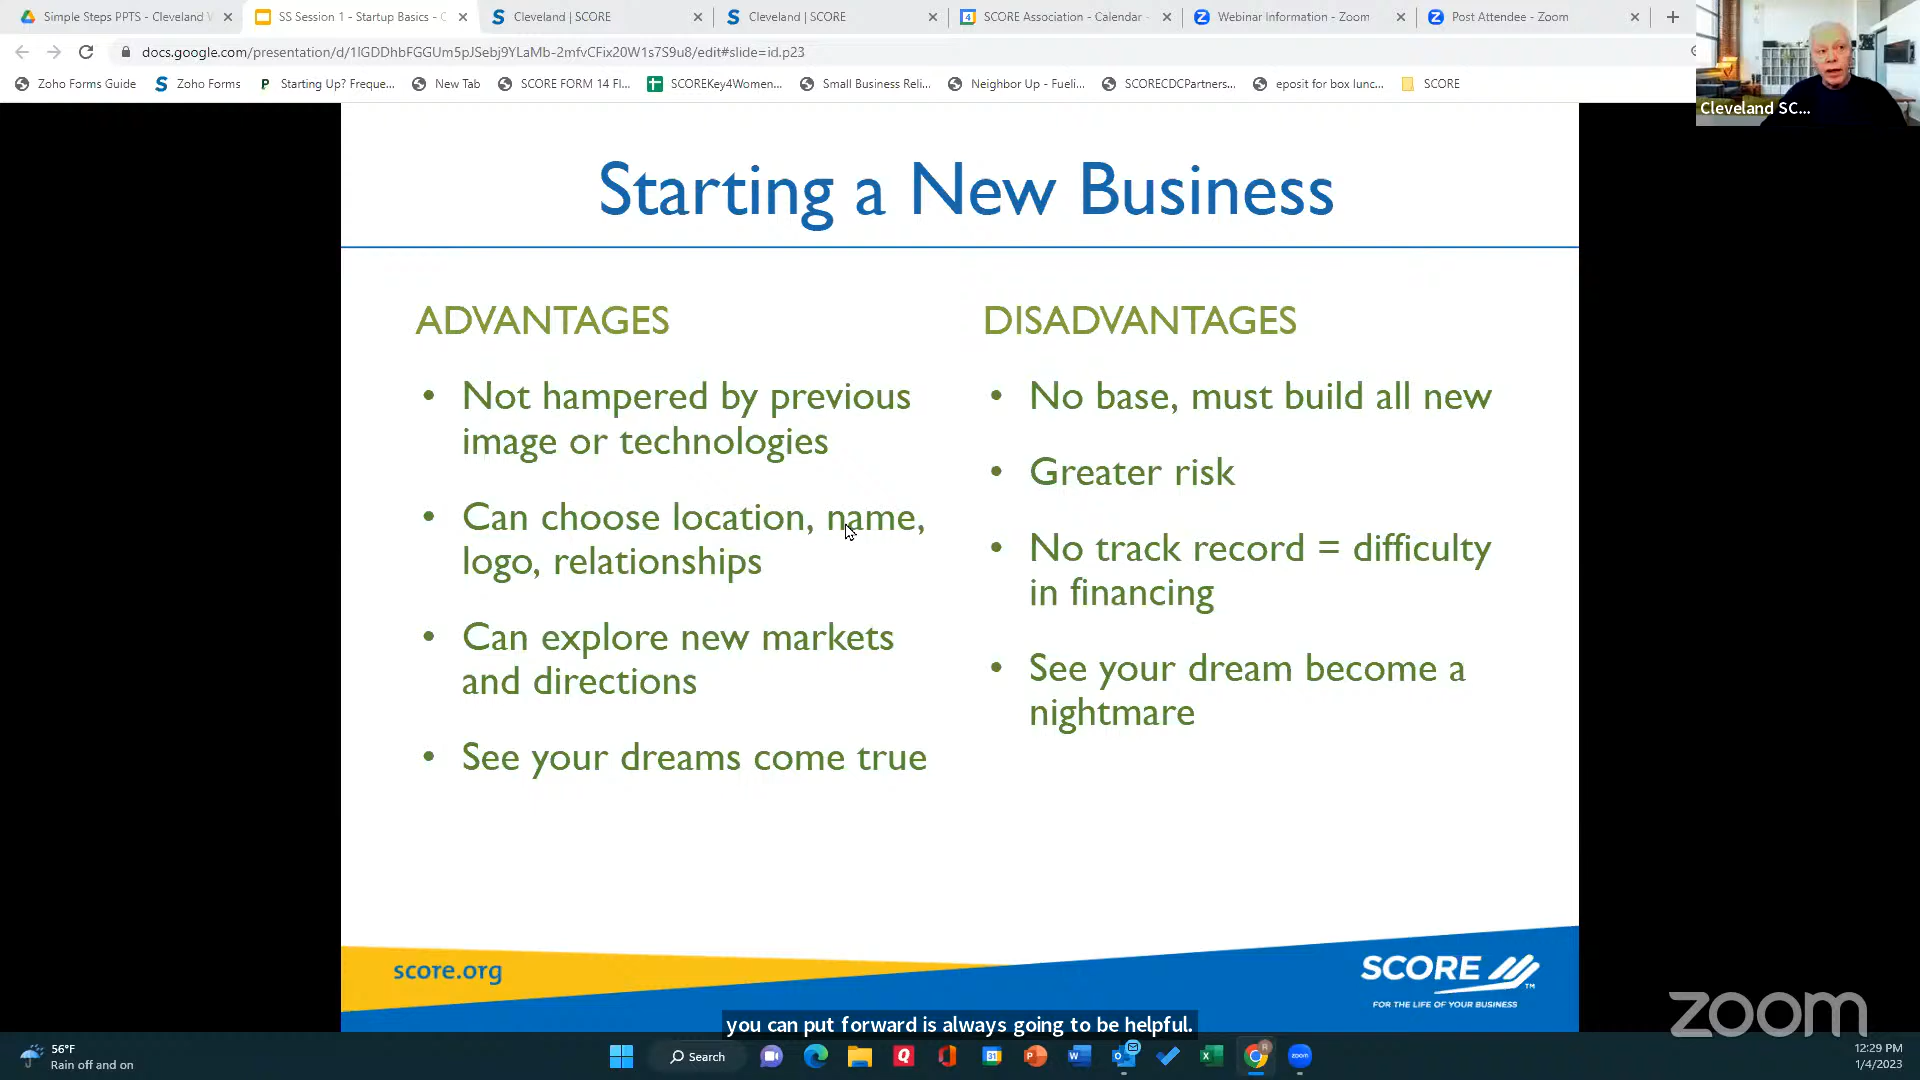 Simple Steps PPTS - Cleveland V
SS Session 1 - Startup Basics - C
Cleveland | SCORE
Cleveland | SCORE
SCORE Association - Calendar -
Webinar Information - Zoom
Post Attendee - Zoom
docs.google.com/presentation/d/1lGDDhbFGGUm5pJSebj9YLaMb-2mfvCFix20W1s7S9u8/edit#slide=id.p23
Zoho Forms Guide
Zoho Forms
Starting Up? Freque...
New Tab
SCORE FORM 14 Fl...
SCOREKey4Women...
Small Business Reli...
Neighbor Up - Fueli...
SCORECDCPartners...
eposit for box lunc...
SCORE
Cleveland SC...
Starting a New Business
ADVANTAGES
• Not hampered by previous
image or technologies
• Can choose location, name,
logo, relationships
• Can explore new markets
and directions
• See your dreams come true
DISADVANTAGES
• No base, must build all new
• Greater risk
• No track record = difficulty
in financing
• See your dream become a
nightmare
score.org
SCORE
TM
FOR THE LIFE OF YOUR BUSINESS
you can put forward is always going to be helpful.
zoom
56°F
Rain off and on
Search
12:29 PM
1/4/2023